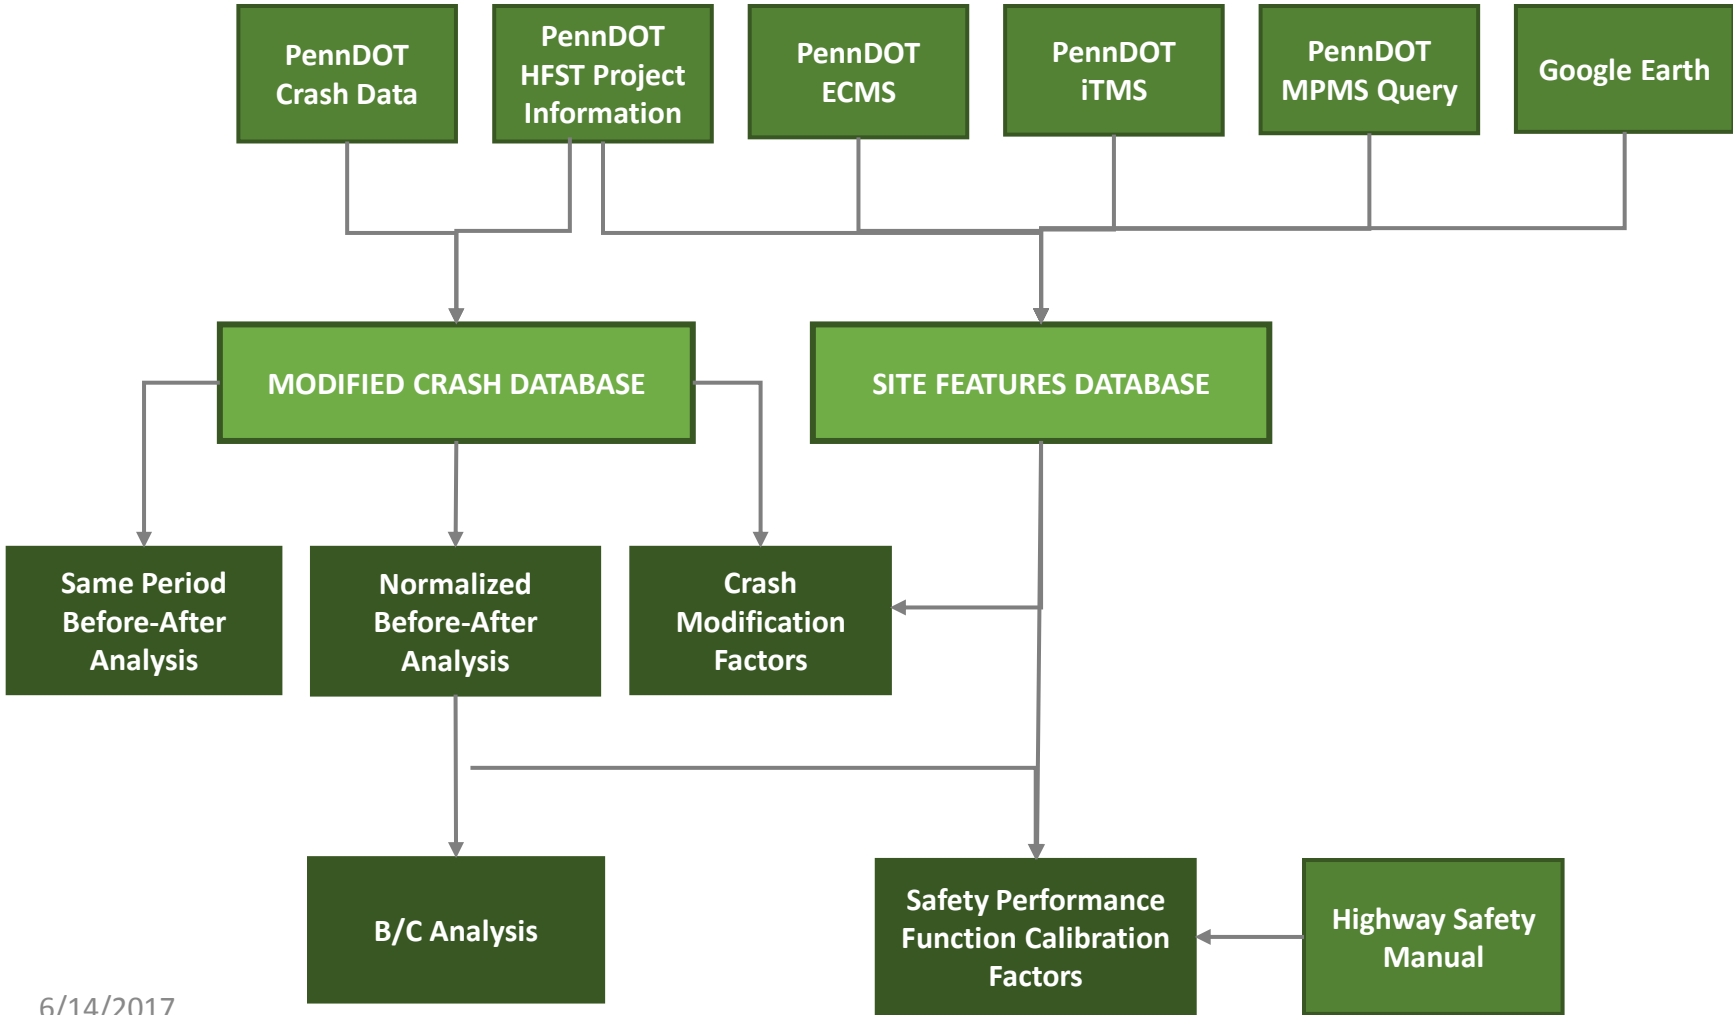 PennDOT
Crash Data
PennDOT
HFST Project
Information
PennDOT
ECMS
PennDOT
iTMS
PennDOT
MPMS Query
Google Earth
MODIFIED CRASH DATABASE
SITE FEATURES DATABASE
Same Period
Before-After
Analysis
Normalized
Before-After
Analysis
Crash
Modification
Factors
B/C Analysis
Safety Performance
Function Calibration
Factors
Highway Safety
Manual
6/14/2017